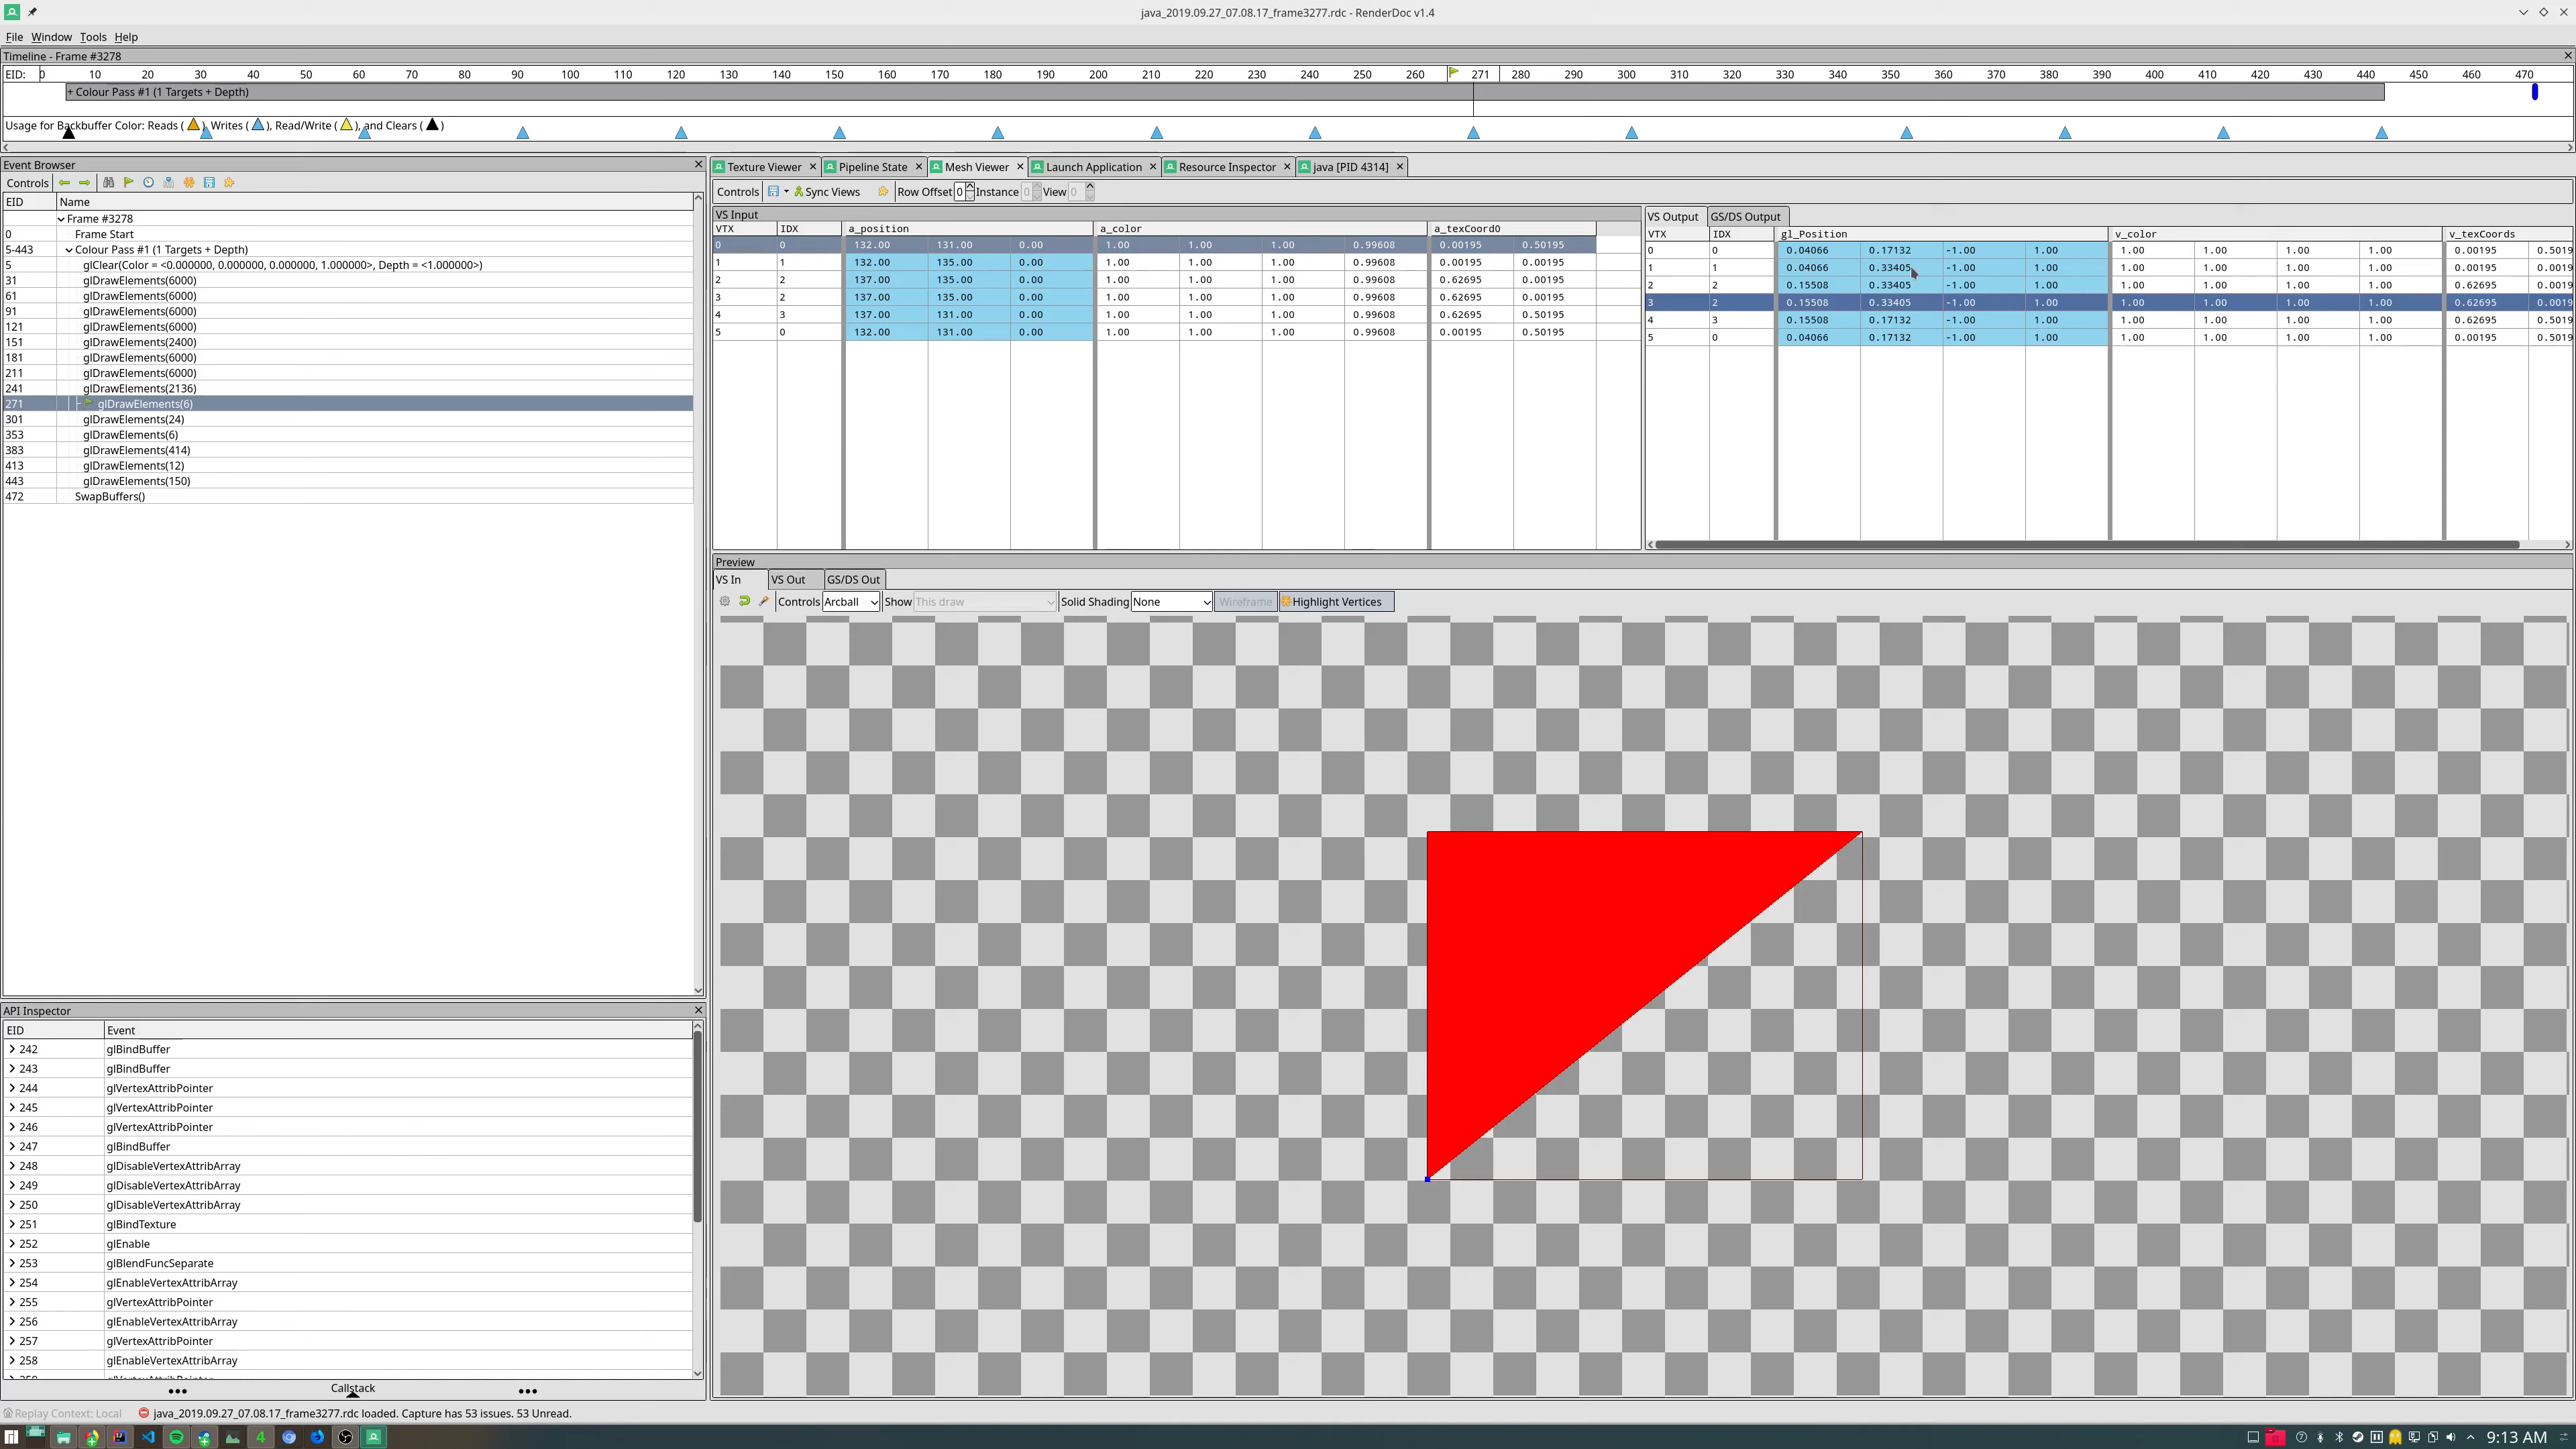 java_2019.09.27_07.08.17_frame3277.rdc - RenderDoc v1.4
File Window Tools Help
Timeline - Frame #3278
EID: 0 10 20 30 40 50 60 70 80 90 100 110 120 130 140 150 160 170 180 190 200 210 220 230 240 250 260 271 280 290 300 310 320 330 340 350 360 370 380 390 400 410 420 430 440 450 460 470
+ Colour Pass #1 (1 Targets + Depth)
Usage for Backbuffer Color: Reads ( ), Writes ( ), Read/Write ( ), and Clears ( )
Event Browser
Controls
EID Name
Frame #3278
0 Frame Start
5-443 Colour Pass #1 (1 Targets + Depth)
5 glClear(Color = <0.000000, 0.000000, 0.000000, 1.000000>, Depth = <1.000000>)
31 glDrawElements(6000)
61 glDrawElements(6000)
91 glDrawElements(6000)
121 glDrawElements(6000)
151 glDrawElements(2400)
181 glDrawElements(6000)
211 glDrawElements(6000)
241 glDrawElements(2136)
271 glDrawElements(6)
301 glDrawElements(24)
353 glDrawElements(6)
383 glDrawElements(414)
413 glDrawElements(12)
443 glDrawElements(150)
472 SwapBuffers()
API Inspector
EID Event
242 glBindBuffer
243 glBindBuffer
244 glVertexAttribPointer
245 glVertexAttribPointer
246 glVertexAttribPointer
247 glBindBuffer
248 glDisableVertexAttribArray
249 glDisableVertexAttribArray
250 glDisableVertexAttribArray
251 glBindTexture
252 glEnable
253 glBlendFuncSeparate
254 glEnableVertexAttribArray
255 glVertexAttribPointer
256 glEnableVertexAttribArray
257 glVertexAttribPointer
258 glEnableVertexAttribArray
Callstack
Texture Viewer Pipeline State Mesh Viewer Launch Application Resource Inspector java [PID 4314]
Controls Sync Views Row Offset 0 Instance 0 View 0
VS Input
VTX IDX a_position a_color a_texCoord0
0 0 132.00 131.00 0.00 1.00 1.00 1.00 0.99608 0.00195 0.50195
1 1 132.00 135.00 0.00 1.00 1.00 1.00 0.99608 0.00195 0.00195
2 2 137.00 135.00 0.00 1.00 1.00 1.00 0.99608 0.62695 0.00195
3 2 137.00 135.00 0.00 1.00 1.00 1.00 0.99608 0.62695 0.00195
4 3 137.00 131.00 0.00 1.00 1.00 1.00 0.99608 0.62695 0.50195
5 0 132.00 131.00 0.00 1.00 1.00 1.00 0.99608 0.00195 0.50195
VS Output GS/DS Output
VTX IDX gl_Position v_color v_texCoords
0 0 0.04066 0.17132 -1.00 1.00 1.00 1.00 1.00 1.00 0.00195 0.5019
1 1 0.04066 0.33405 -1.00 1.00 1.00 1.00 1.00 1.00 0.00195 0.0019
2 2 0.15508 0.33405 -1.00 1.00 1.00 1.00 1.00 1.00 0.62695 0.0019
3 2 0.15508 0.33405 -1.00 1.00 1.00 1.00 1.00 1.00 0.62695 0.0019
4 3 0.15508 0.17132 -1.00 1.00 1.00 1.00 1.00 1.00 0.62695 0.5019
5 0 0.04066 0.17132 -1.00 1.00 1.00 1.00 1.00 1.00 0.00195 0.5019
Preview
VS In VS Out GS/DS Out
Controls Arcball Show This draw Solid Shading None Wireframe Highlight Vertices
Replay Context: Local java_2019.09.27_07.08.17_frame3277.rdc loaded. Capture has 53 issues. 53 Unread.
9:13 AM